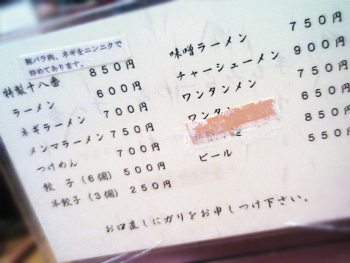 豚バラ肉、ネギをニンニクで
炒めてあります。
特製十八番 850円
ラーメン 600円
ネギラーメン 700円
メンマラーメン 750円
つけめん 700円
餃子(6個) 500円
半餃子(3個) 250円
味噌ラーメン 750円
チャーシューメン 900円
ワンタンメン 750円
ワンタン 650円
850円
ビール 550円
お口直しにガリをお申しつけ下さい。